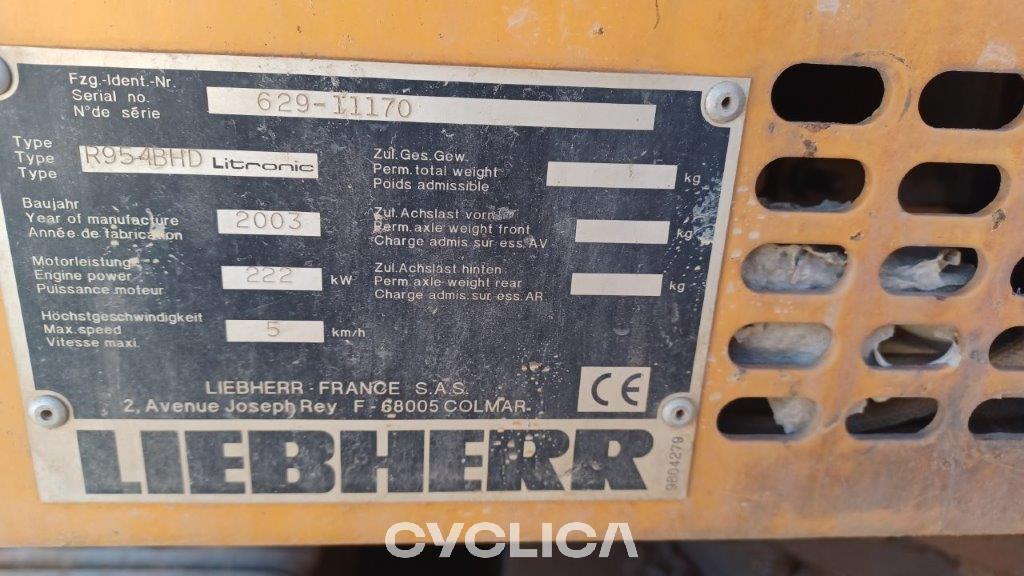 Fzg.-Ident.-Nr.
Serial no.
N°de série
629-11170
Type
Type
Type
R954BHD Litronic
Baujahr
Year of manufacture
Année de fabrication
2003
Motorleistung
Engine power
Puissance moteur
222 kW
Höchstgeschwindigkeit
Max.speed
Vitesse maxi.
5 km/h
Zul.Ges.Gew.
Perm.total weight
Poids admissible
kg
Zul.Achslast vorn
Perm.axle weight front
Charge admis.sur ess.AV
kg
Zul.Achslast hinten
Perm.axle weight rear
Charge admis.sur ess.AR
kg
LIEBHERR-FRANCE S.A.S.
2, Avenue Joseph Rey F-68005 COLMAR
CE
LIEBHERR
9804279
CYCLICA